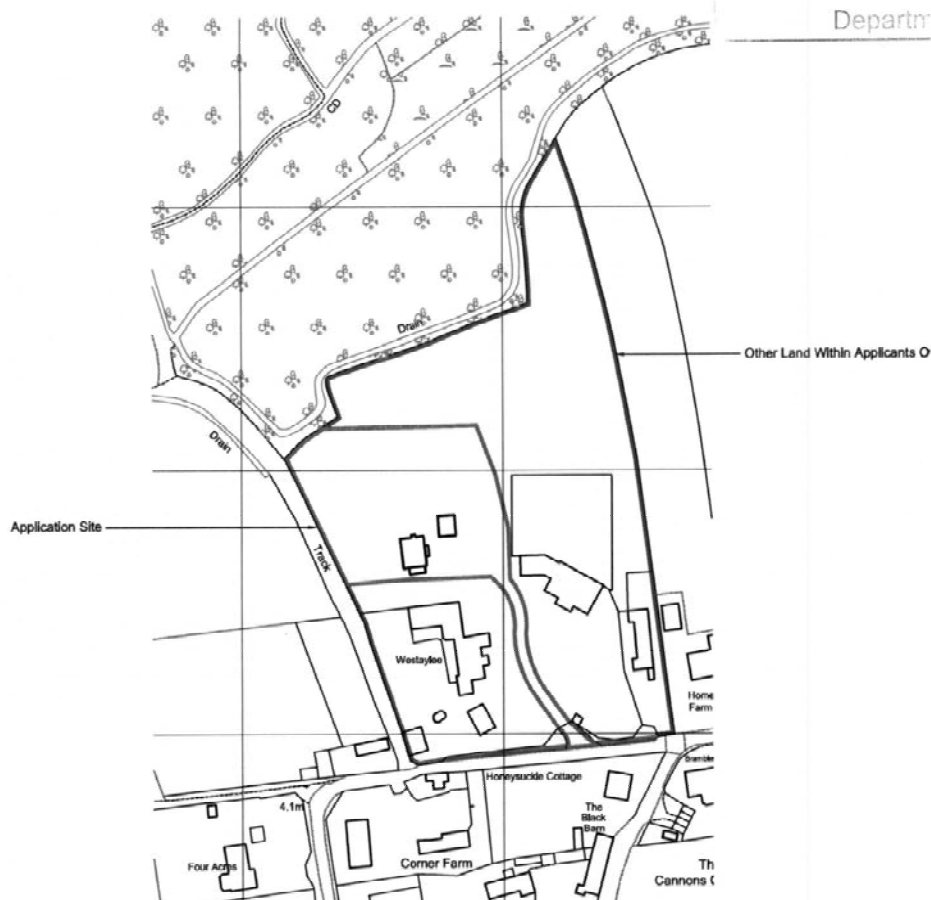 Departm
CD
Drain
Other Land Within Applicants O
Drain
Application Site
Track
Westaylee
Home
Farm
Honeysuckle Cottage
4.1m
The
Black
Barn
Four Acres
Corner Farm
Th
Cannons